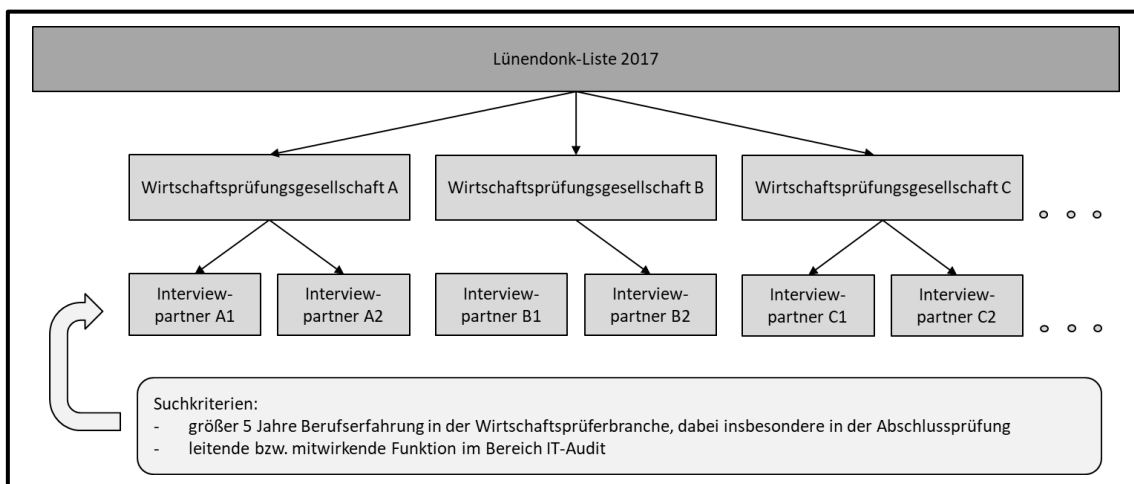 Lünendonk-Liste 2017
Wirtschaftsprüfungsgesellschaft A
Wirtschaftsprüfungsgesellschaft B
Wirtschaftsprüfungsgesellschaft C
Interview-
partner A1
Interview-
partner A2
Interview-
partner B1
Interview-
partner B2
Interview-
partner C1
Interview-
partner C2
Suchkriterien:
- größer 5 Jahre Berufserfahrung in der Wirtschaftsprüferbranche, dabei insbesondere in der Abschlussprüfung
- leitende bzw. mitwirkende Funktion im Bereich IT-Audit